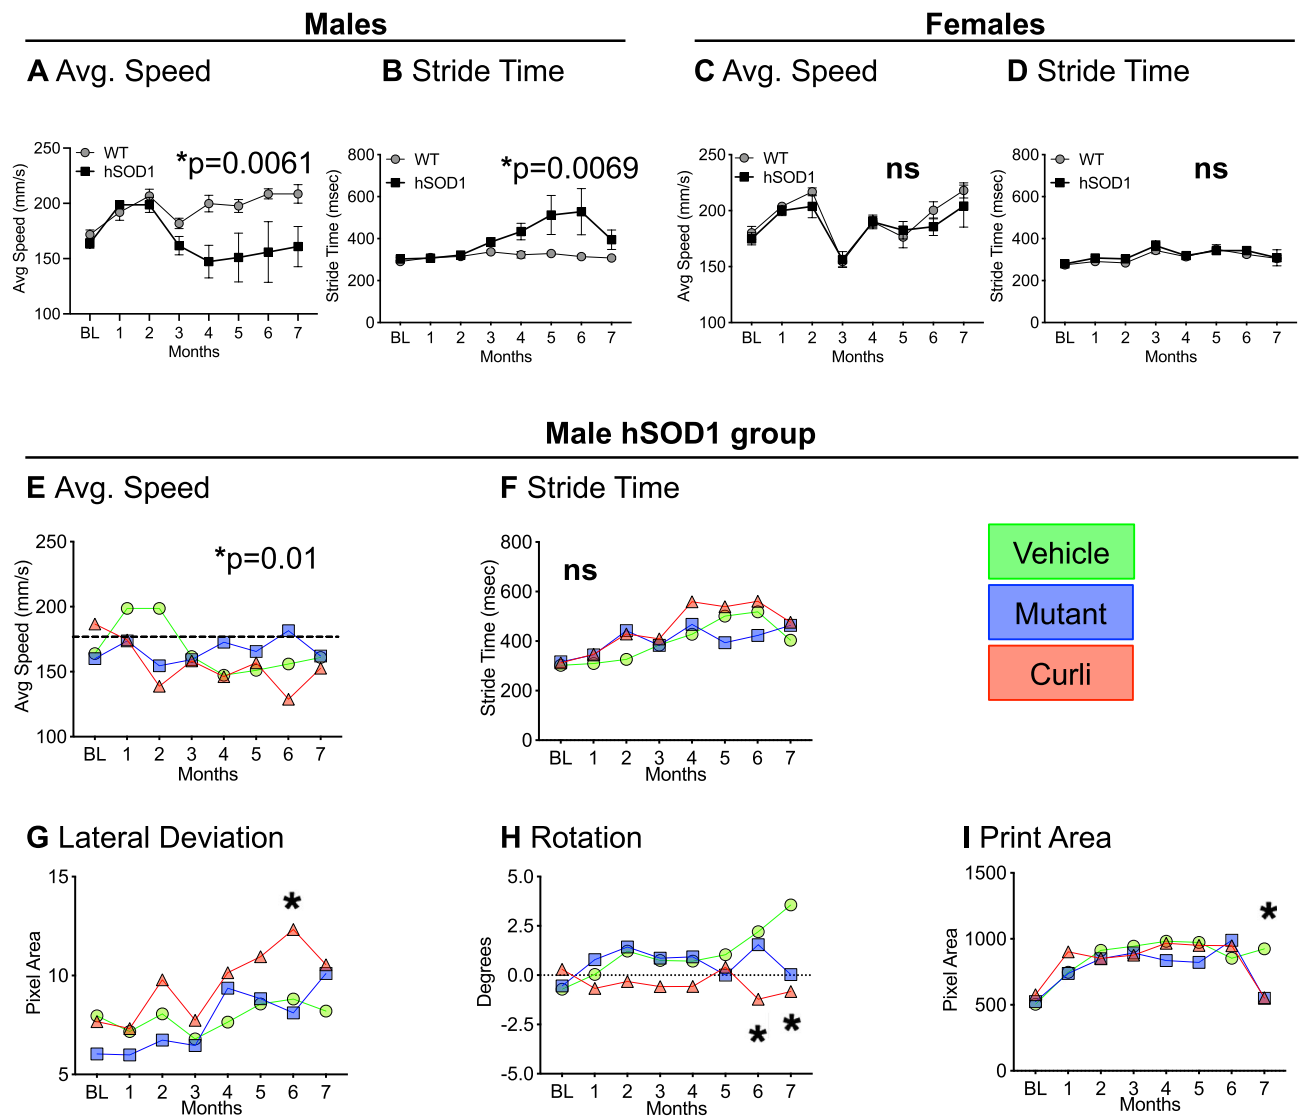 Males
Females
A Avg. Speed
B Stride Time
C Avg. Speed
D Stride Time
250
200
150
100
Avg Speed (mm/s)
WT
hSOD1
*p=0.0061
BL 1 2 3 4 5 6 7
Months
800
600
400
200
0
Stride Time (msec)
WT
hSOD1
*p=0.0069
BL 1 2 3 4 5 6 7
Months
250
200
150
100
Avg Speed (mm/s)
WT
hSOD1
ns
BL 1 2 3 4 5 6 7
Months
800
600
400
200
0
Stride Time (msec)
WT
hSOD1
ns
BL 1 2 3 4 5 6 7
Months
Male hSOD1 group
E Avg. Speed
F Stride Time
250
200
150
100
Avg Speed (mm/s)
*p=0.01
BL 1 2 3 4 5 6 7
Months
800
600
400
200
0
Stride Time (msec)
ns
BL 1 2 3 4 5 6 7
Months
Vehicle
Mutant
Curli
G Lateral Deviation
H Rotation
I Print Area
15
10
5
Pixel Area
*
BL 1 2 3 4 5 6 7
Months
5.0
2.5
0.0
-2.5
-5.0
Degrees
* *
BL 1 2 3 4 5 6 7
Months
1500
1000
500
0
Pixel Area
*
BL 1 2 3 4 5 6 7
Months